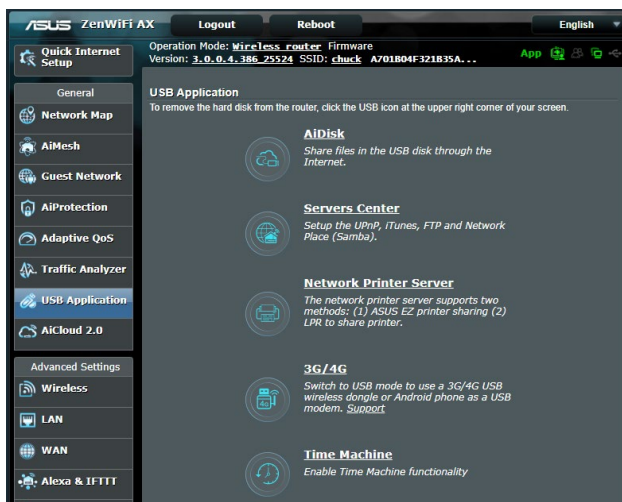 ASUS ZenWiFi AX Logout Reboot English
Quick Internet
Setup
Operation Mode: Wireless router Firmware
Version: 3.0.0.4.386_25524 SSID: chuck A701B04F321B35A...
App
General
Network Map
AiMesh
Guest Network
AiProtection
Adaptive QoS
Traffic Analyzer
USB Application
AiCloud 2.0
Advanced Settings
Wireless
LAN
WAN
Alexa & IFTTT
USB Application
To remove the hard disk from the router, click the USB icon at the upper right corner of your screen.
AiDisk
Share files in the USB disk through the
Internet.
Servers Center
Setup the UPnP, iTunes, FTP and Network
Place (Samba).
Network Printer Server
The network printer server supports two
methods: (1) ASUS EZ printer sharing (2)
LPR to share printer.
3G/4G
Switch to USB mode to use a 3G/4G USB
wireless dongle or Android phone as a USB
modem. Support
Time Machine
Enable Time Machine functionality